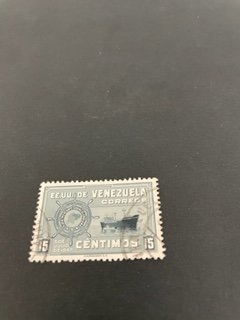 EE.UU. DE VENEZUELA
CORREOS
15 CENTIMOS 15